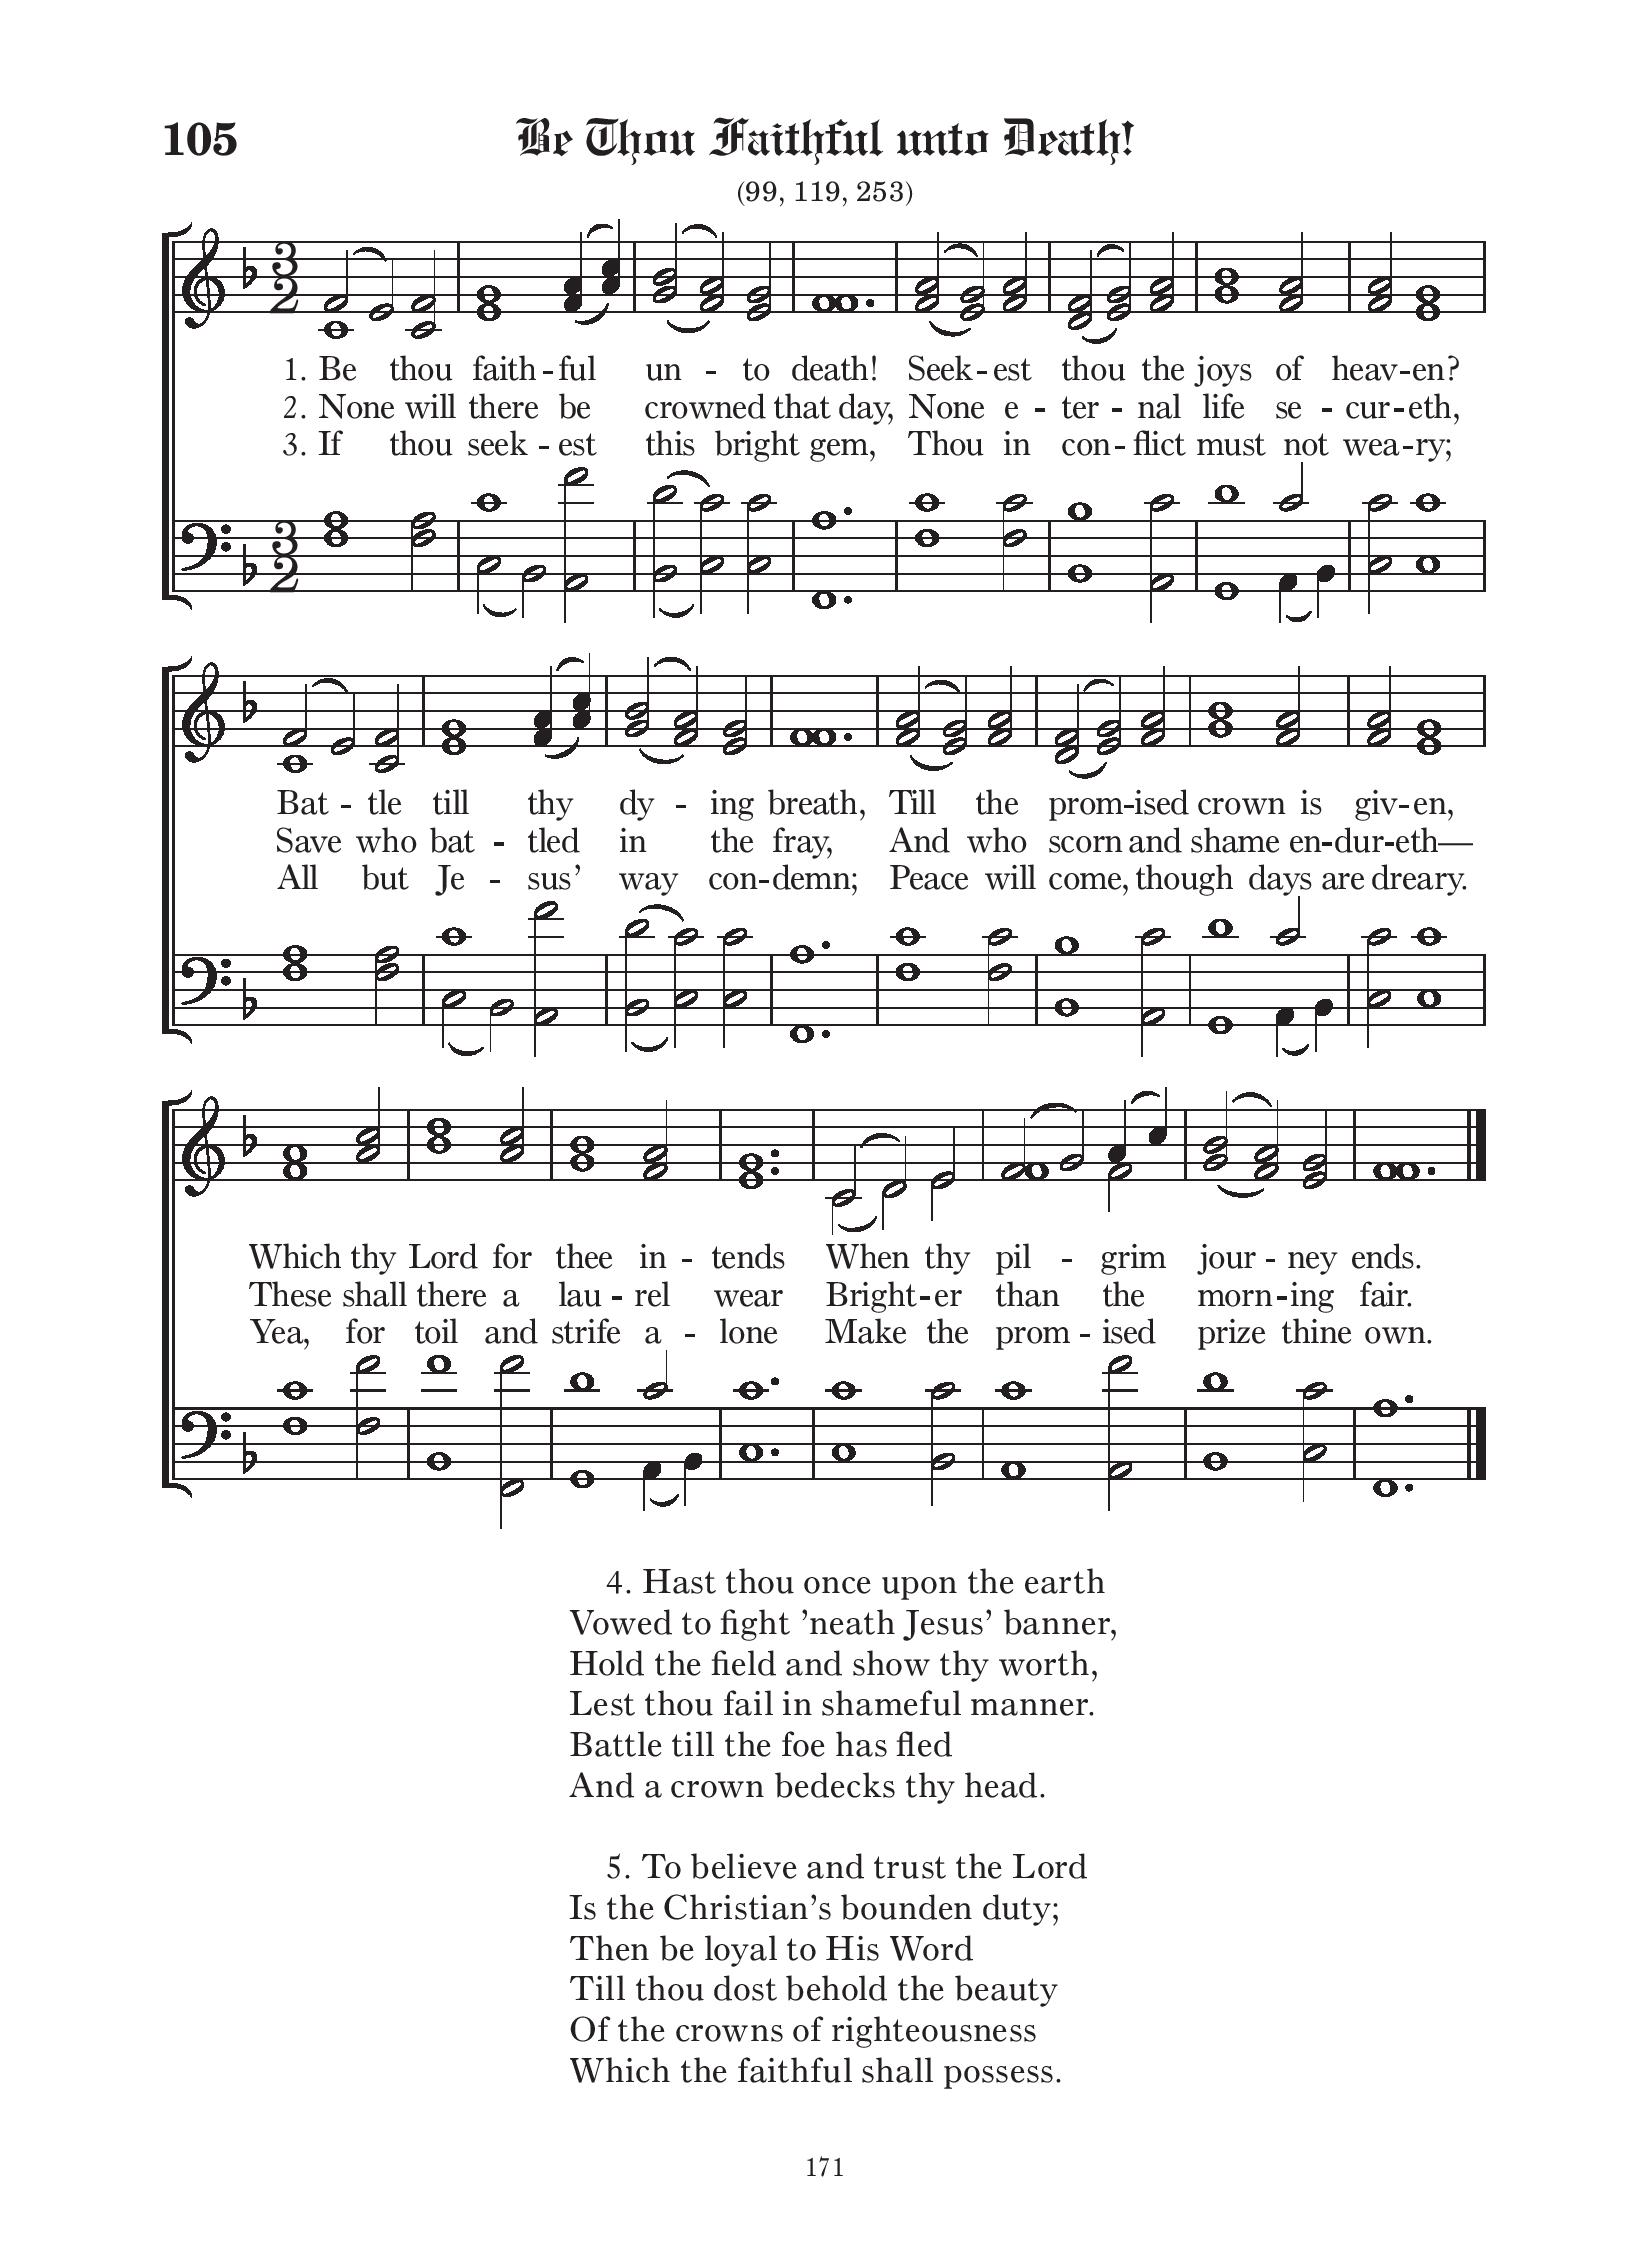 105 Be Thou Faithful unto Death!
(99, 119, 253)
1. Be thou faith - ful un - to death! Seek - est thou the joys of heav - en?
2. None will there be crowned that day, None e - ter - nal life se - cur - eth,
3. If thou seek - est this bright gem, Thou in con - flict must not wea - ry;
Bat - tle till thy dy - ing breath, Till the prom - ised crown is giv - en,
Save who bat - tled in the fray, And who scorn and shame en - dur - eth—
All but Je - sus’ way con - demn; Peace will come, though days are dreary.
Which thy Lord for thee in - tends When thy pil - grim jour - ney ends.
These shall there a lau - rel wear Bright - er than the morn - ing fair.
Yea, for toil and strife a - lone Make the prom - ised prize thine own.
4. Hast thou once upon the earth
Vowed to fight ’neath Jesus’ banner,
Hold the field and show thy worth,
Lest thou fail in shameful manner.
Battle till the foe has fled
And a crown bedecks thy head.
5. To believe and trust the Lord
Is the Christian’s bounden duty;
Then be loyal to His Word
Till thou dost behold the beauty
Of the crowns of righteousness
Which the faithful shall possess.
171